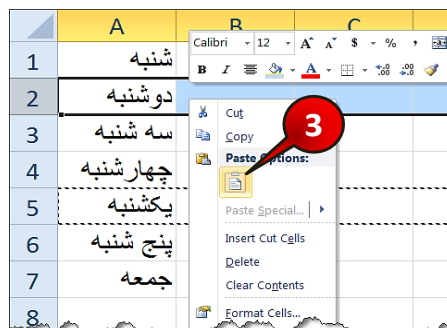 A B C
Calibri 12 A A $ % ,
B I A
1 شنبه
2 دوشنبه
3 سه شنبه
4 چهارشنبه
5 یکشنبه
6 پنج شنبه
7 جمعه
8
Cut
Copy
Paste Options:
3
Paste Special...
Insert Cut Cells
Delete
Clear Contents
Format Cells...